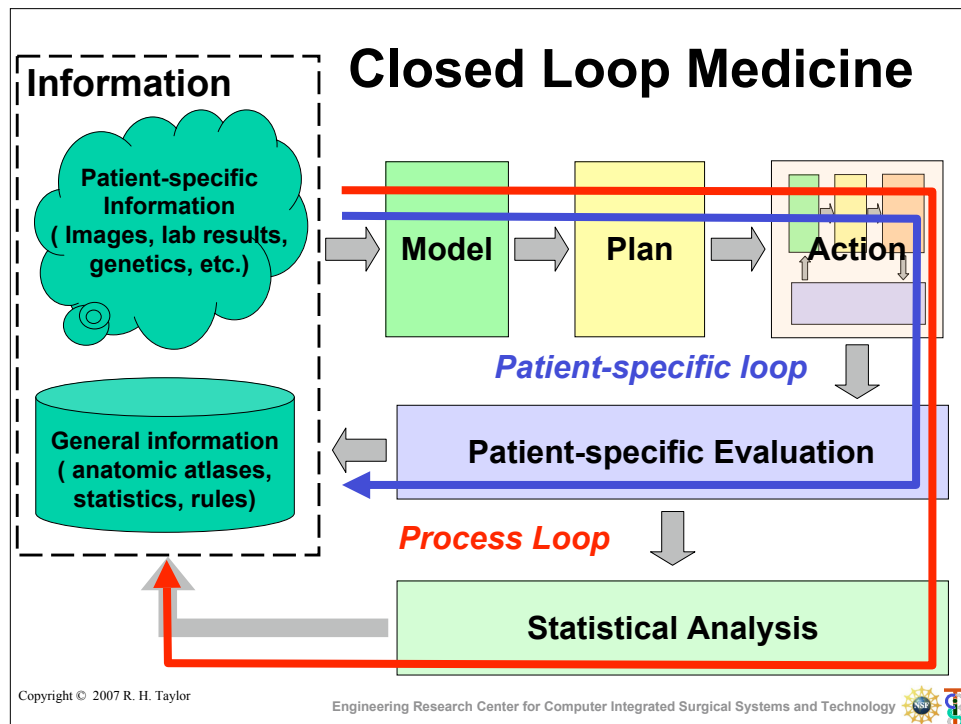 Closed Loop Medicine
Information
Patient-specific
Information
( Images, lab results,
genetics, etc.)
Model
Plan
Action
Patient-specific loop
General information
( anatomic atlases,
statistics, rules)
Patient-specific Evaluation
Process Loop
Statistical Analysis
Copyright © 2007 R. H. Taylor
Engineering Research Center for Computer Integrated Surgical Systems and Technology
NSF